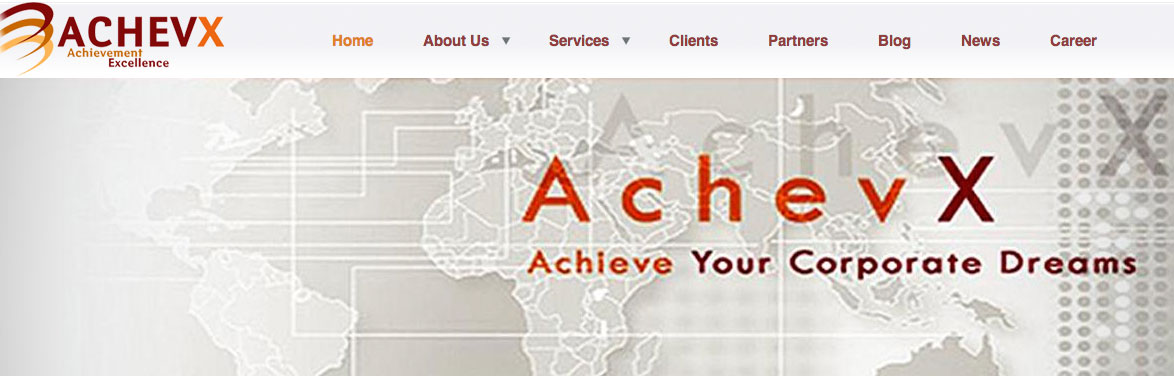 ACHEVX
Achievement
Excellence
Home About Us Services Clients Partners Blog News Career
AchevX
AchevX
Achieve Your Corporate Dreams